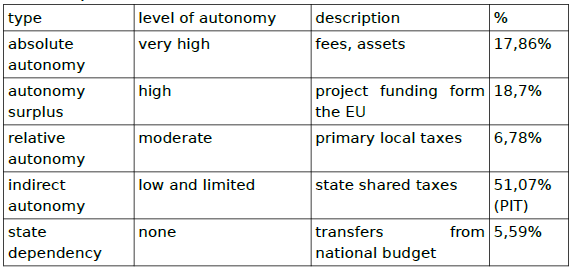 type level of autonomy description %
absolute autonomy very high fees, assets 17,86%
autonomy surplus high project funding form the EU 18,7%
relative autonomy moderate primary local taxes 6,78%
indirect autonomy low and limited state shared taxes 51,07% (PIT)
state dependency none transfers from national budget 5,59%